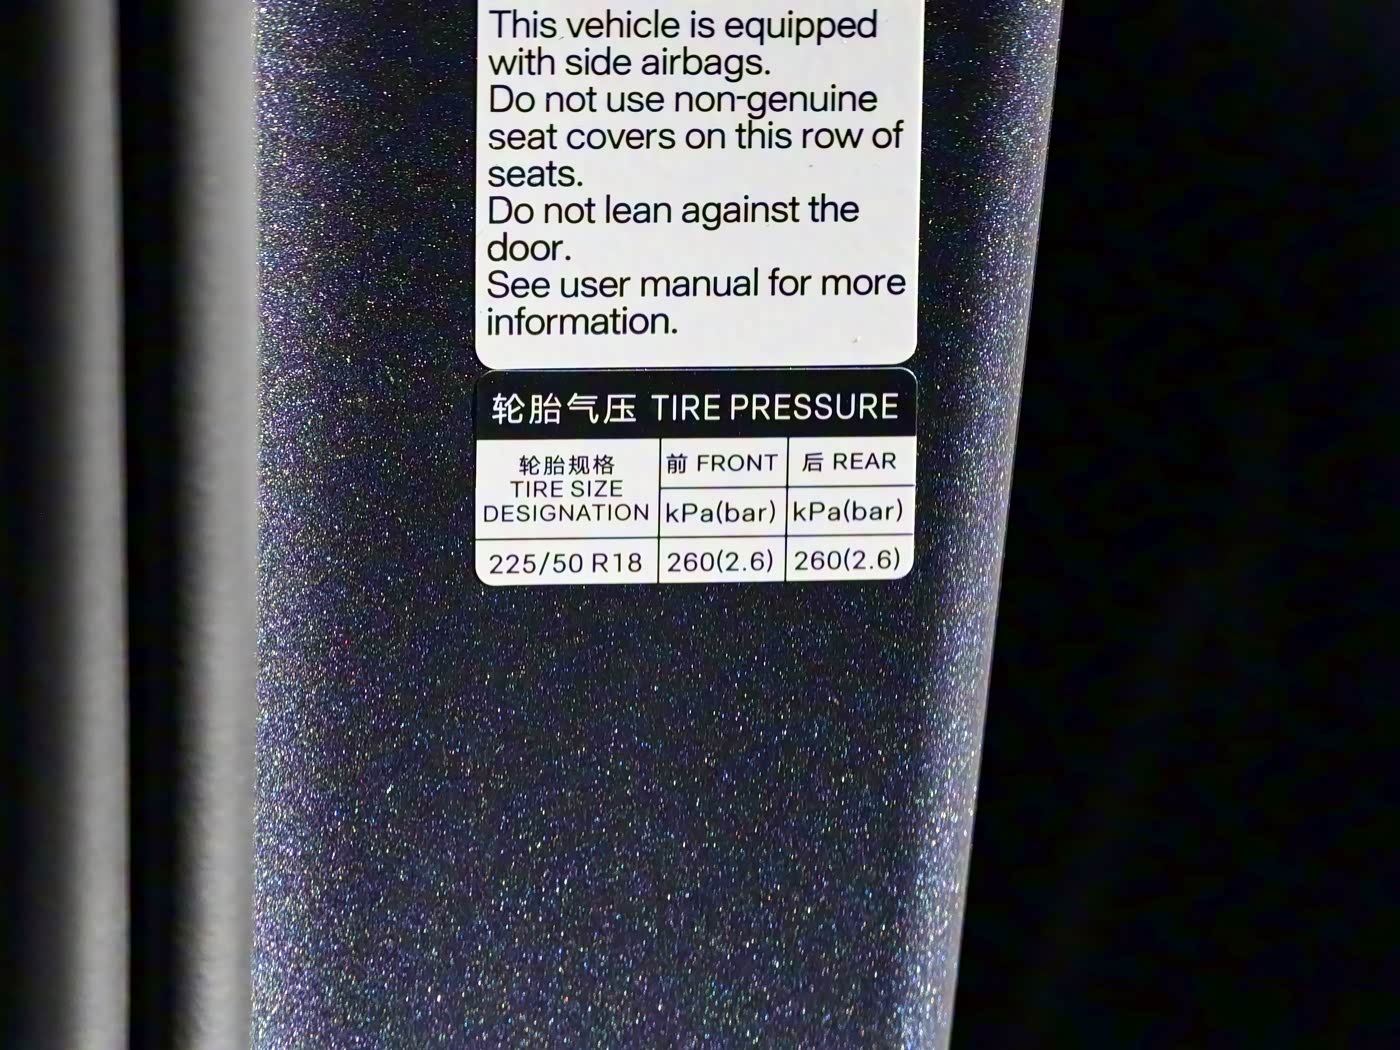 This vehicle is equipped
with side airbags.
Do not use non-genuine
seat covers on this row of
seats.
Do not lean against the
door.
See user manual for more
information.
轮胎气压 TIRE PRESSURE
轮胎规格
TIRE SIZE
DESIGNATION
前 FRONT
后 REAR
kPa(bar)
kPa(bar)
225/50 R18
260(2.6)
260(2.6)